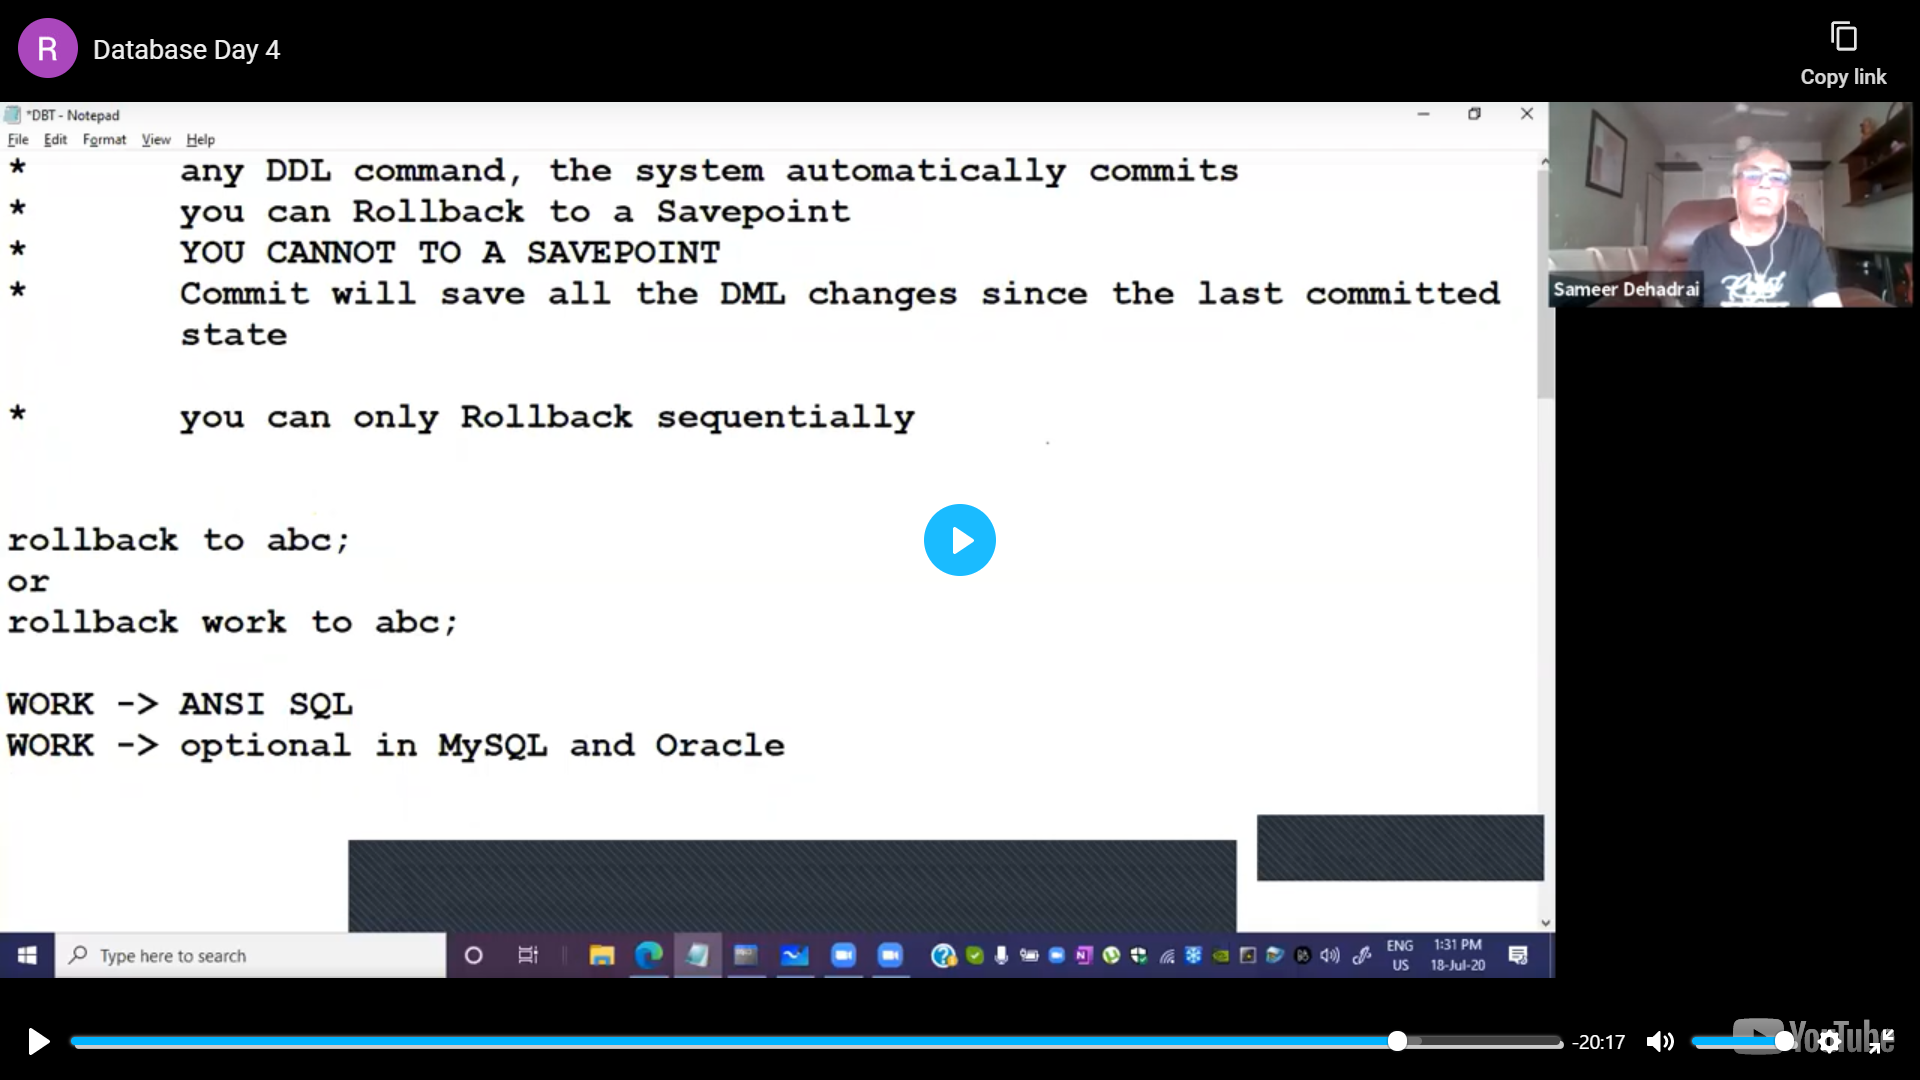 R Database Day 4
Copy link
*DBT - Notepad
File Edit Format View Help
* any DDL command, the system automatically commits
* you can Rollback to a Savepoint
* YOU CANNOT TO A SAVEPOINT
* Commit will save all the DML changes since the last committed
state
* you can only Rollback sequentially
rollback to abc;
or
rollback work to abc;
WORK -> ANSI SQL
WORK -> optional in MySQL and Oracle
Sameer Dehadrai
Type here to search
ENG
US
1:31 PM
18-Jul-20
-20:17
YouTube